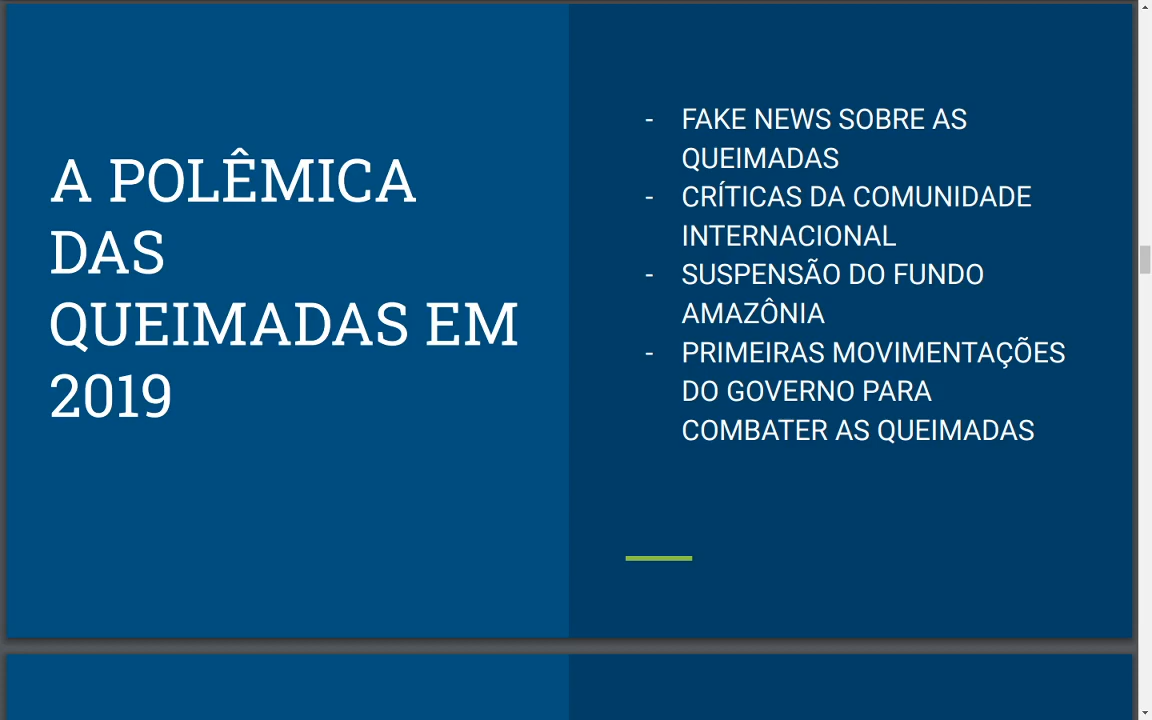 A POLÊMICA
DAS
QUEIMADAS EM
2019
- FAKE NEWS SOBRE AS
QUEIMADAS
- CRÍTICAS DA COMUNIDADE
INTERNACIONAL
- SUSPENSÃO DO FUNDO
AMAZÔNIA
- PRIMEIRAS MOVIMENTAÇÕES
DO GOVERNO PARA
COMBATER AS QUEIMADAS